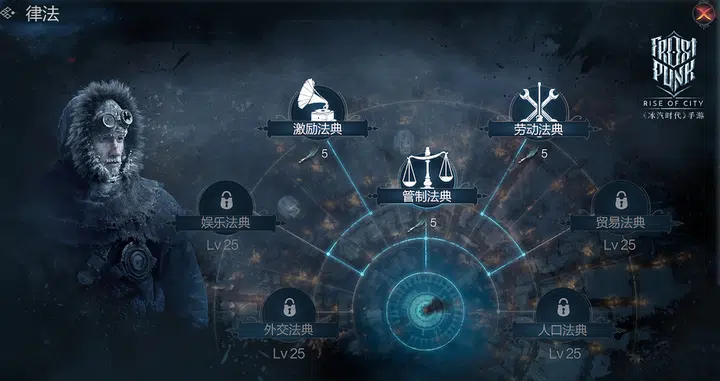 律法
FROST
PUNK
RISE OF CITY
《冰汽时代》手游
激励法典
5
劳动法典
5
管制法典
5
娱乐法典
Lv 25
贸易法典
Lv 25
外交法典
Lv 25
人口法典
Lv 25